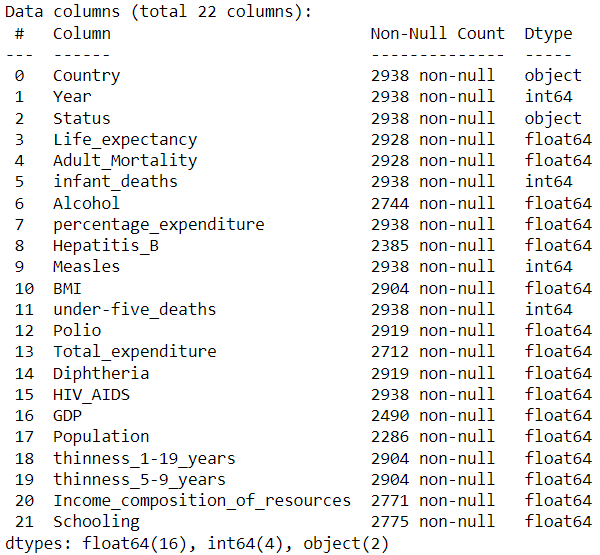 Data columns (total 22 columns):
 #   Column                           Non-Null Count  Dtype
---  ------                           --------------  -----
 0   Country                          2938 non-null   object
 1   Year                             2938 non-null   int64
 2   Status                           2938 non-null   object
 3   Life_expectancy                  2928 non-null   float64
 4   Adult_Mortality                  2928 non-null   float64
 5   infant_deaths                    2938 non-null   int64
 6   Alcohol                          2744 non-null   float64
 7   percentage_expenditure           2938 non-null   float64
 8   Hepatitis_B                      2385 non-null   float64
 9   Measles                          2938 non-null   int64
 10  BMI                              2904 non-null   float64
 11  under-five_deaths                2938 non-null   int64
 12  Polio                            2919 non-null   float64
 13  Total_expenditure                2712 non-null   float64
 14  Diphtheria                       2919 non-null   float64
 15  HIV_AIDS                         2938 non-null   float64
 16  GDP                              2490 non-null   float64
 17  Population                       2286 non-null   float64
 18  thinness_1-19_years              2904 non-null   float64
 19  thinness_5-9_years               2904 non-null   float64
 20  Income_composition_of_resources  2771 non-null   float64
 21  Schooling                        2775 non-null   float64
dtypes: float64(16), int64(4), object(2)